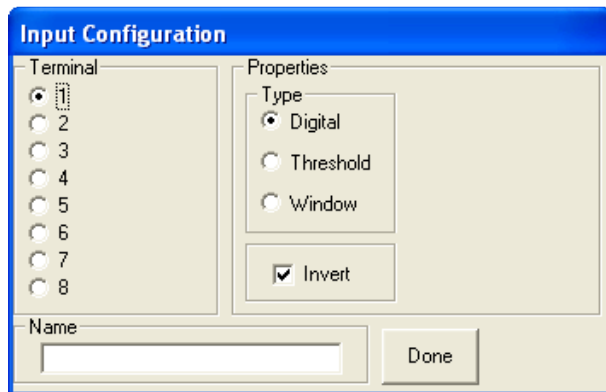 Input Configuration
Terminal
1
2
3
4
5
6
7
8
Properties
Type
Digital
Threshold
Window
Invert
Name
Done